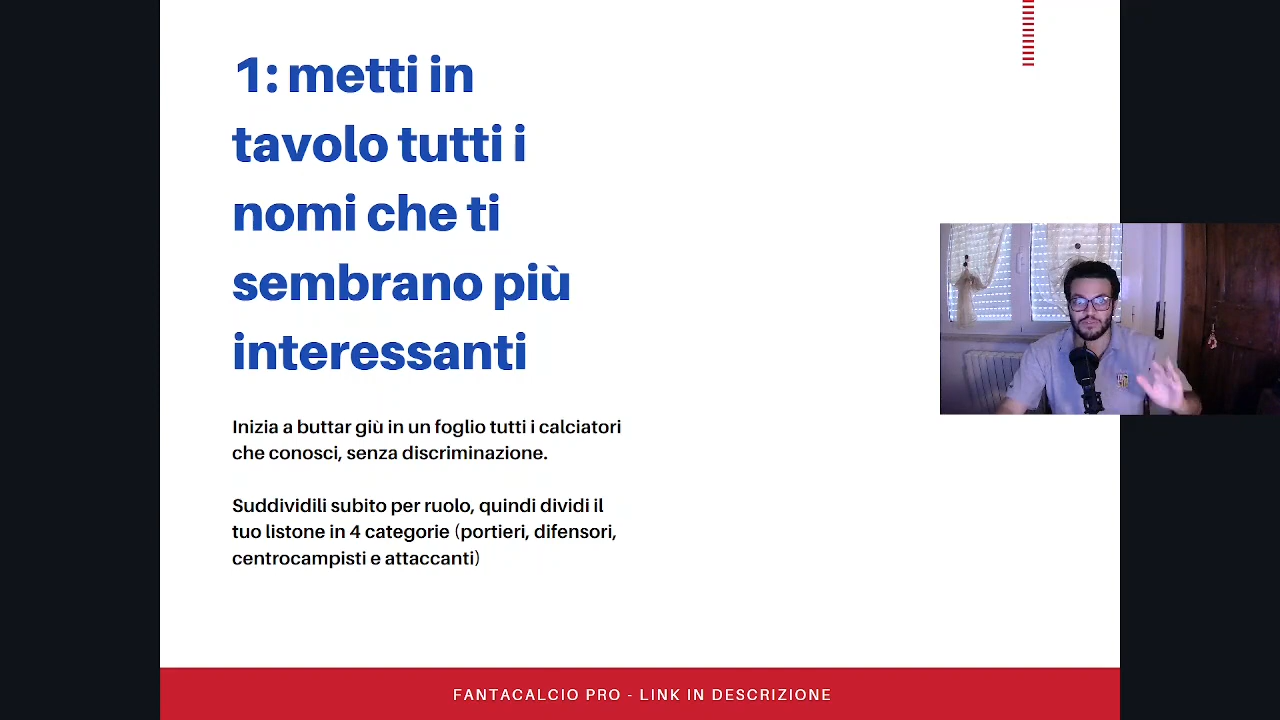 1: metti in
tavolo tutti i
nomi che ti
sembrano più
interessanti
Inizia a buttar giù in un foglio tutti i calciatori
che conosci, senza discriminazione.
Suddividili subito per ruolo, quindi dividi il
tuo listone in 4 categorie (portieri, difensori,
centrocampisti e attaccanti)
FANTACALCIO PRO - LINK IN DESCRIZIONE